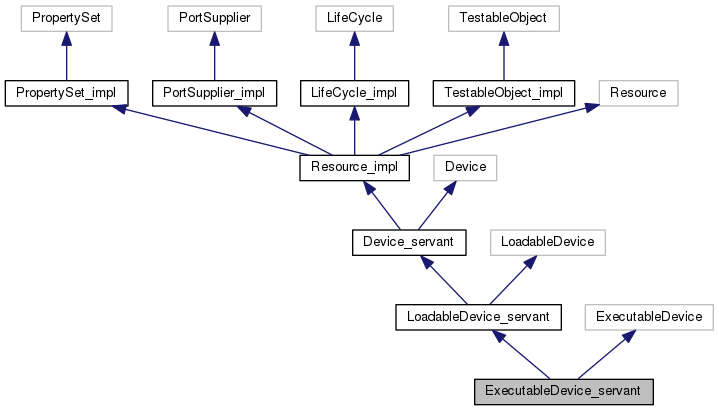 PropertySet
PortSupplier
LifeCycle
TestableObject
PropertySet_impl
PortSupplier_impl
LifeCycle_impl
TestableObject_impl
Resource
Resource_impl
Device
Device_servant
LoadableDevice
LoadableDevice_servant
ExecutableDevice
ExecutableDevice_servant